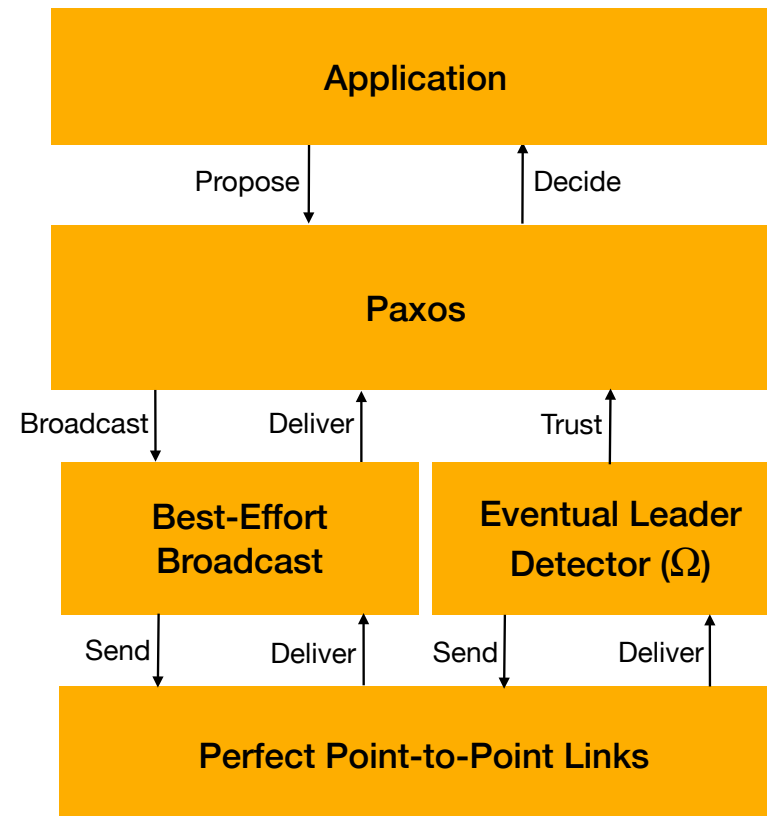 Application
Propose
Decide
Paxos
Broadcast
Deliver
Trust
Best-Effort
Broadcast
Eventual Leader
Detector (Ω)
Send
Deliver
Send
Deliver
Perfect Point-to-Point Links